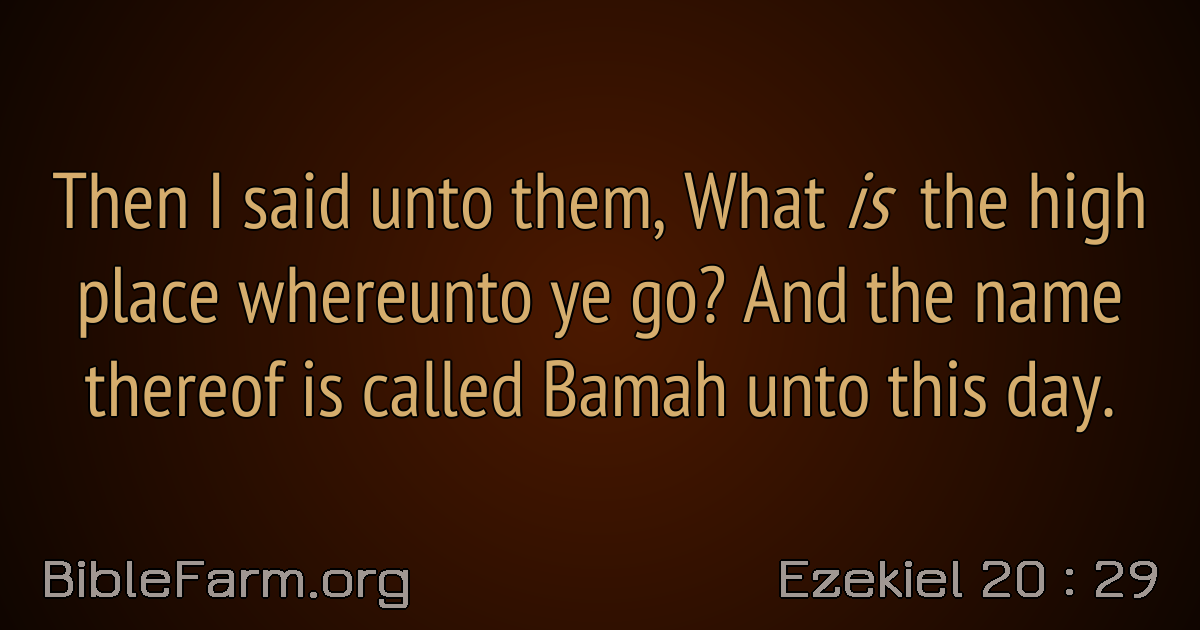 Then I said unto them, What is the high
place whereunto ye go? And the name
thereof is called Bamah unto this day.
BibleFarm.org
Ezekiel 20 : 29